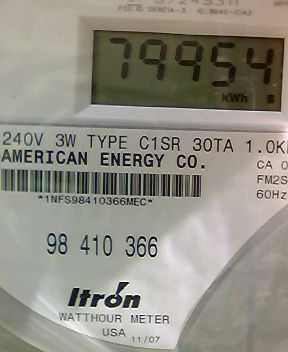 79954
kWh
240V 3W TYPE C1SR 30TA 1.0K
AMERICAN ENERGY CO.
CA 0
FM2S
60Hz
*1NFS98410366MEC*
98 410 366
Itrón
WATTHOUR METER
USA 11/07